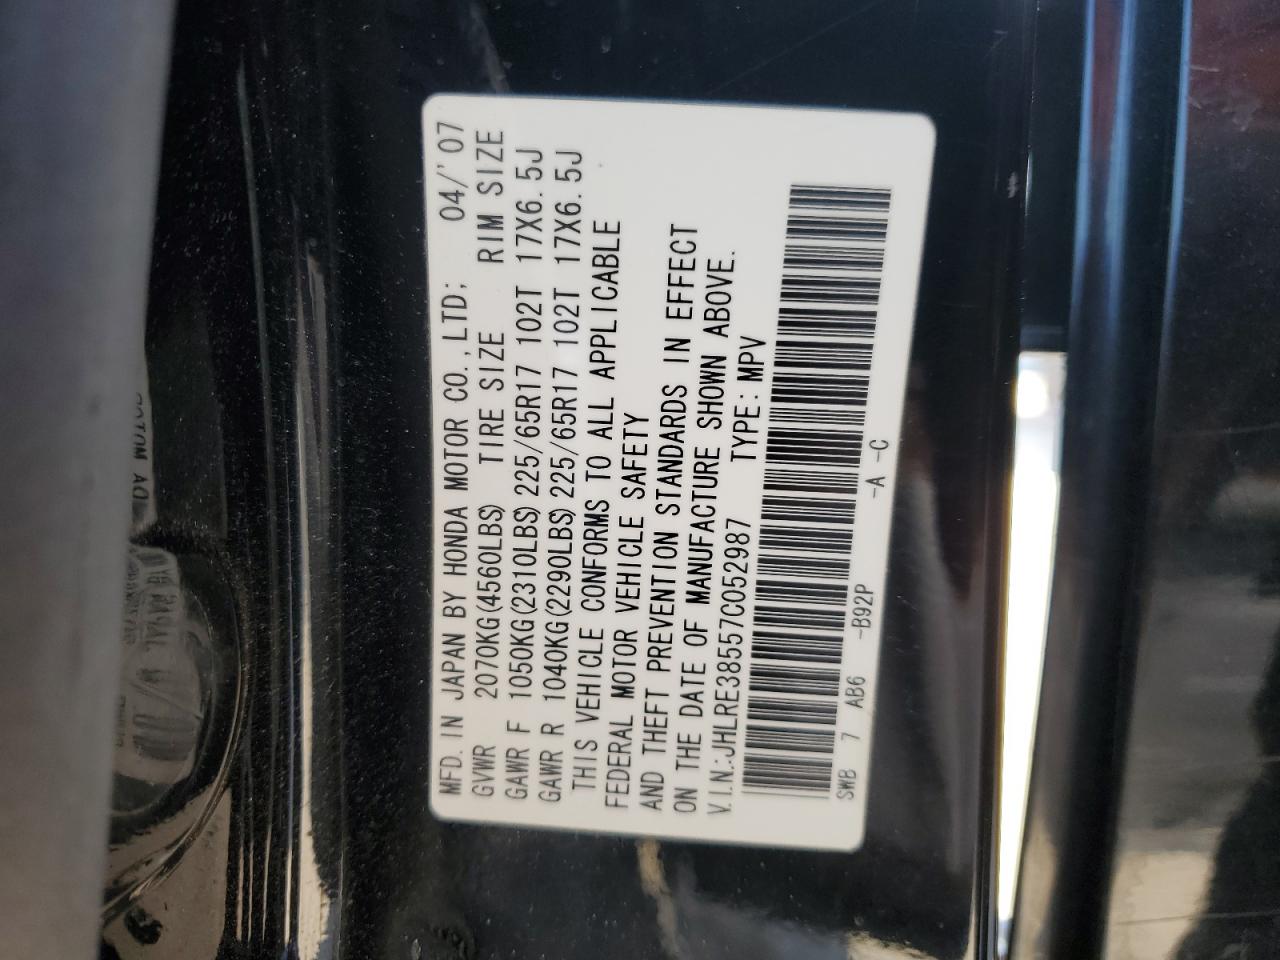 MFD. IN JAPAN BY HONDA MOTOR CO., LTD; 04/'07
GVWR 2070KG(4560LBS) TIRE SIZE RIM SIZE
GAWR F 1050KG(2310LBS) 225/65R17 102T 17X6.5J
GAWR R 1040KG(2290LBS) 225/65R17 102T 17X6.5J
THIS VEHICLE CONFORMS TO ALL APPLICABLE
FEDERAL MOTOR VEHICLE SAFETY
AND THEFT PREVENTION STANDARDS IN EFFECT
ON THE DATE OF MANUFACTURE SHOWN ABOVE.
V.I.N.:JHLRE38557C052987 TYPE:MPV
SWB 7 AB6 -B92P -A -C